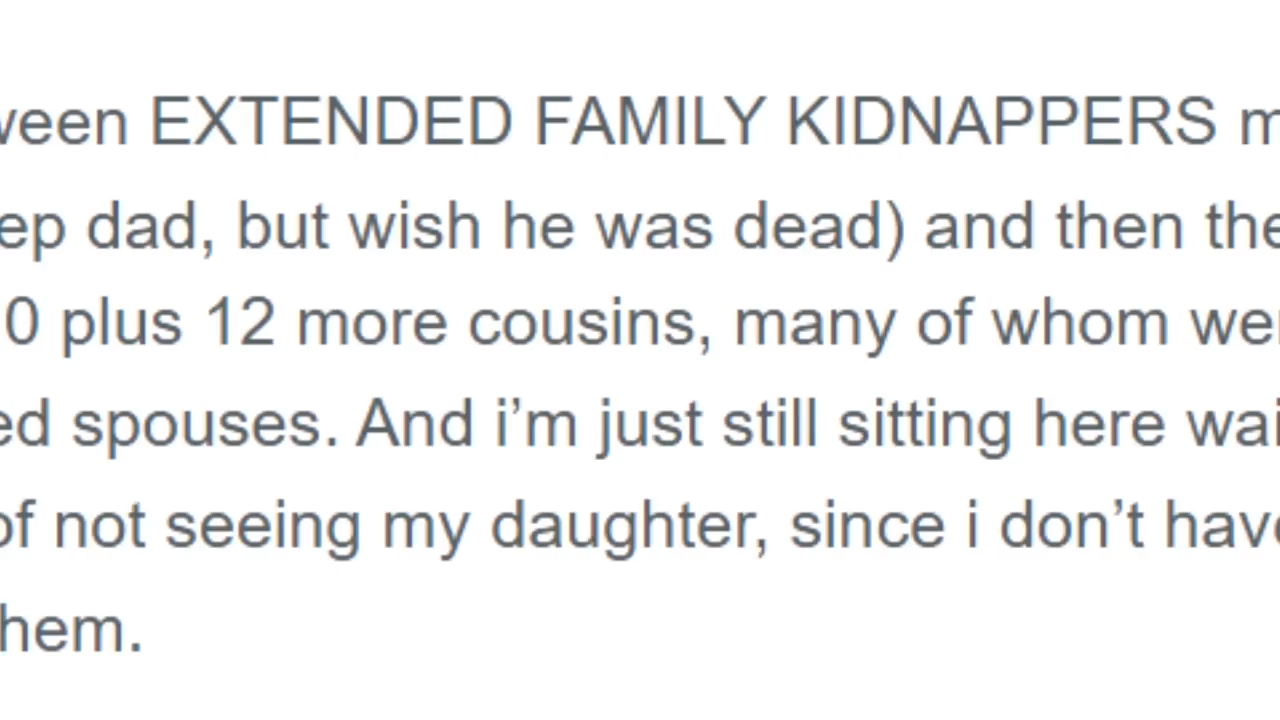 ween EXTENDED FAMILY KIDNAPPERS m
ep dad, but wish he was dead) and then the
0 plus 12 more cousins, many of whom wer
ed spouses. And i’m just still sitting here wai
of not seeing my daughter, since i don’t have
hem.